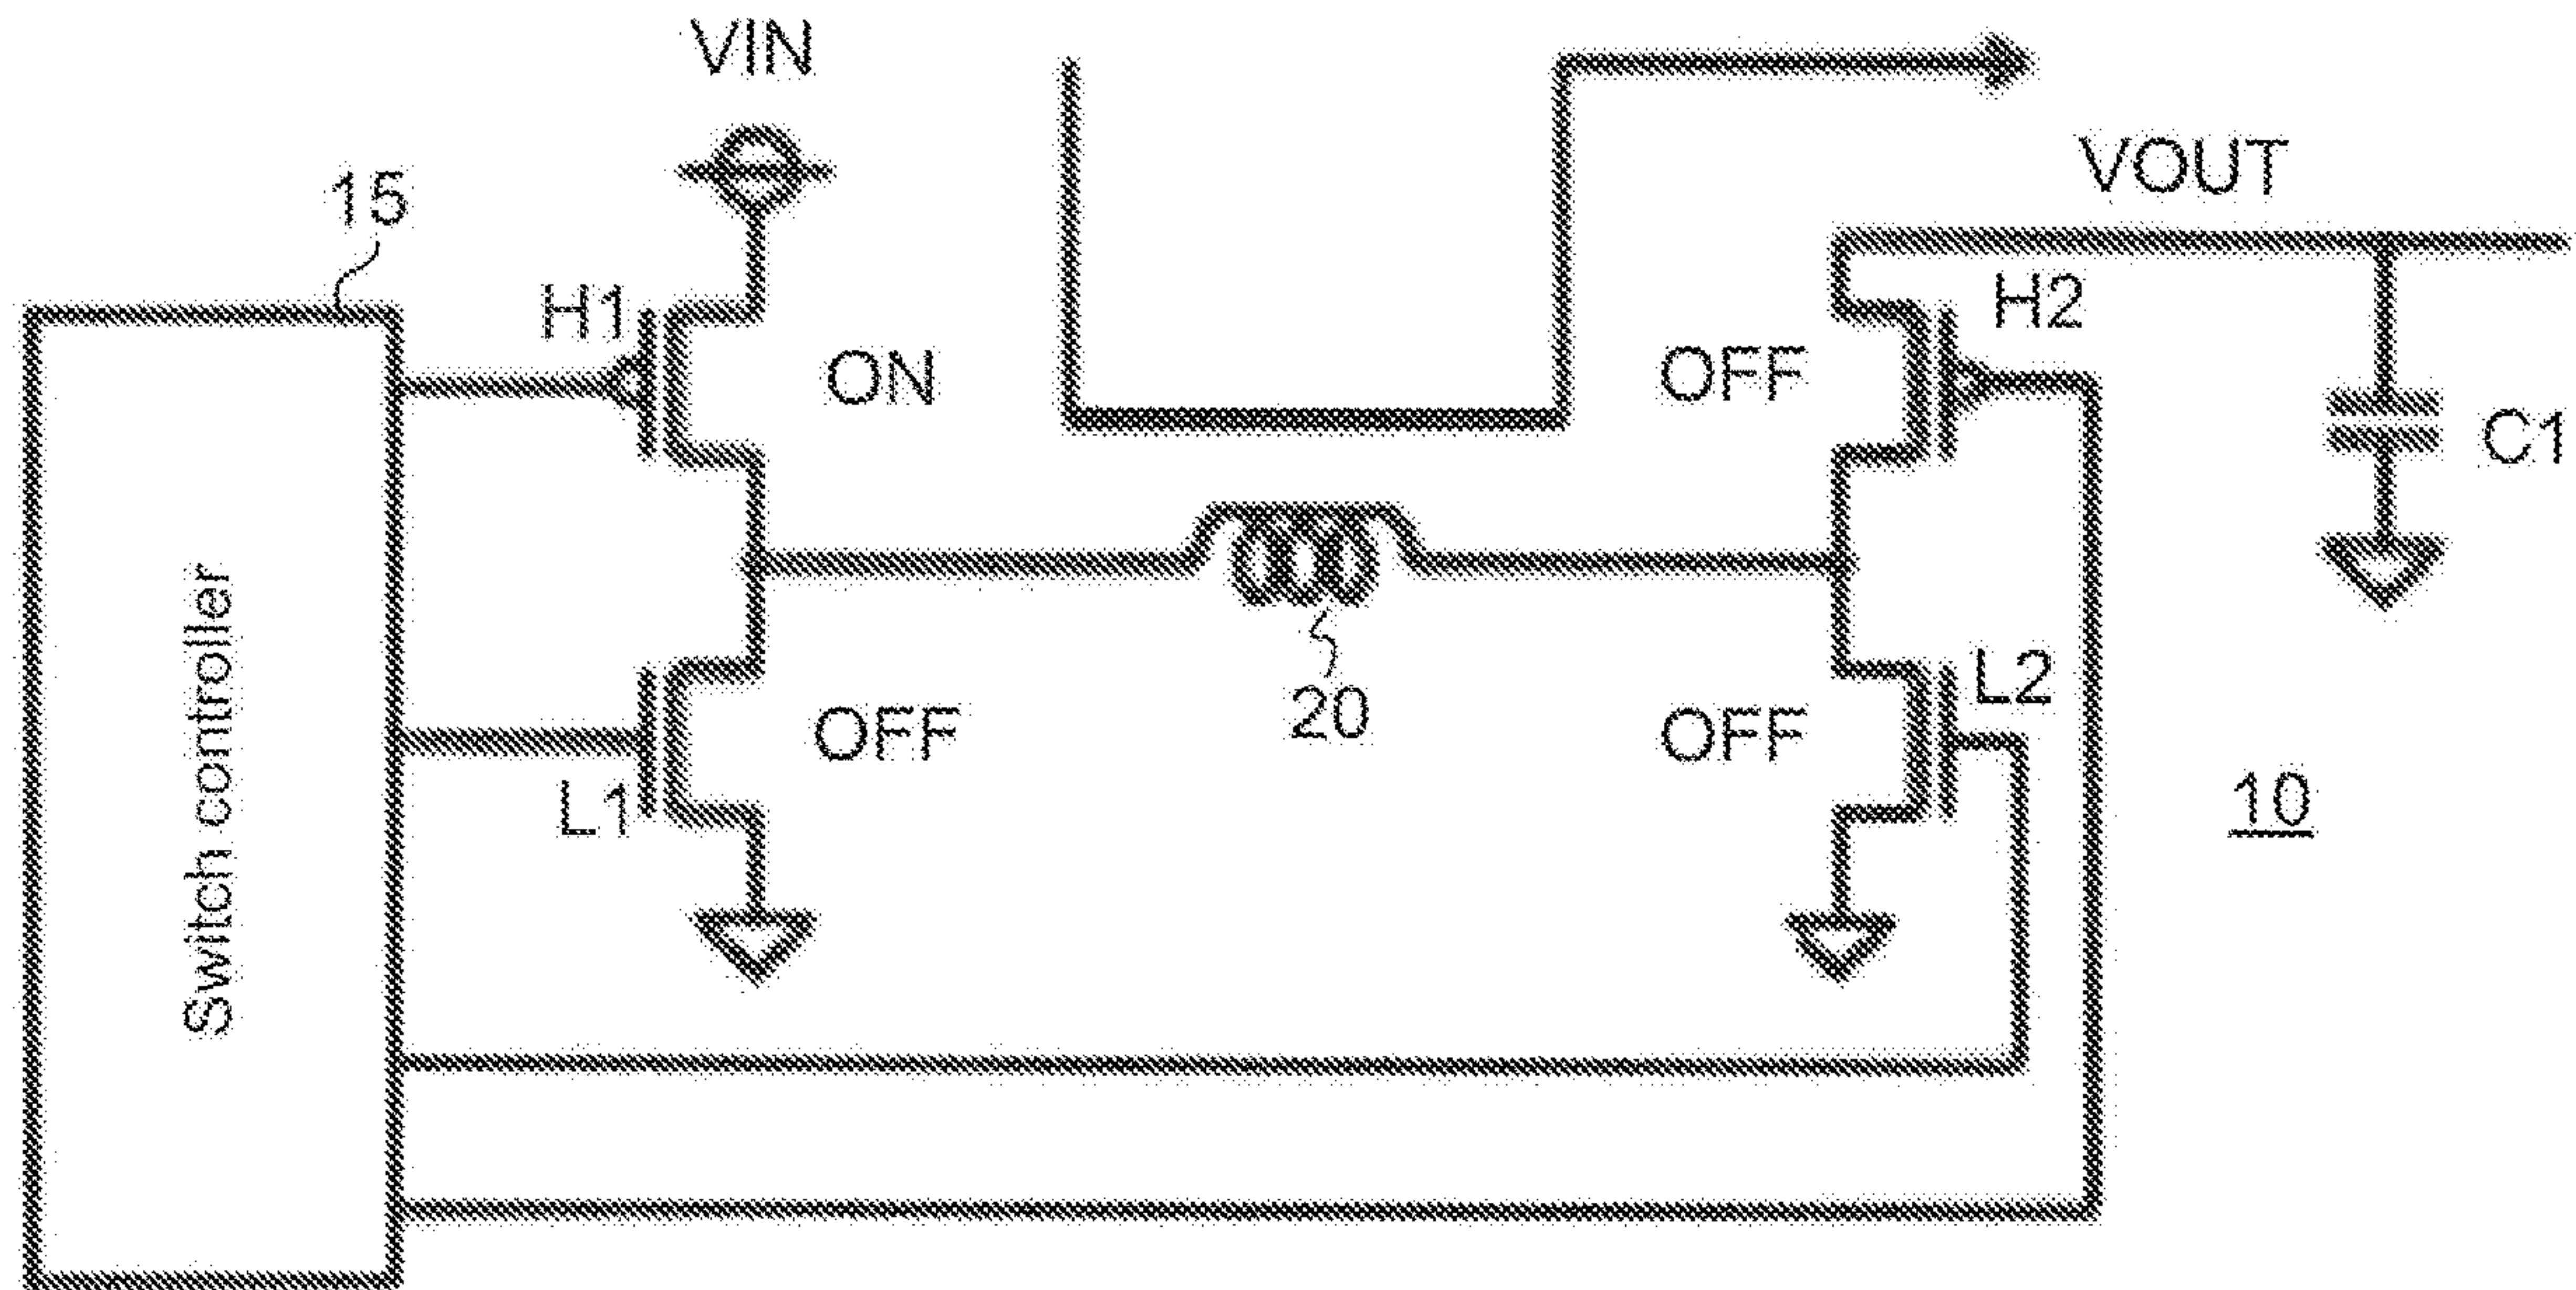 VIN
VOUT
15
H1
H2
ON
OFF
C1
Switch controller
L2
20
OFF
OFF
L1
10